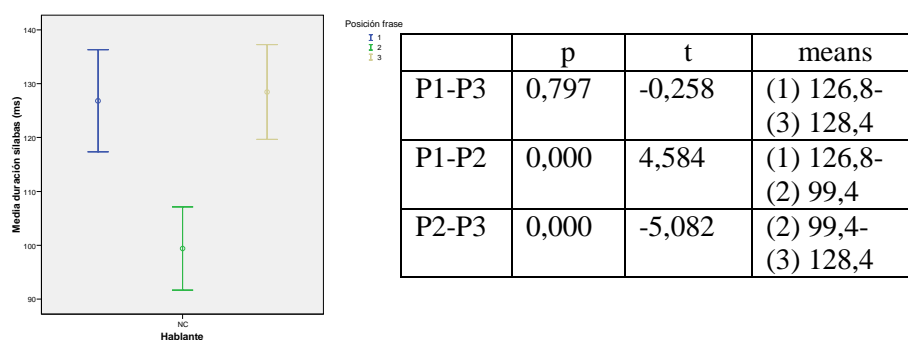 Posición frase
1
2
3
Media duración sílabas (ms)
140
130
120
110
100
90
NC
Hablante
p t means
P1-P3 0,797 -0,258 (1) 126,8-
(3) 128,4
P1-P2 0,000 4,584 (1) 126,8-
(2) 99,4
P2-P3 0,000 -5,082 (2) 99,4-
(3) 128,4